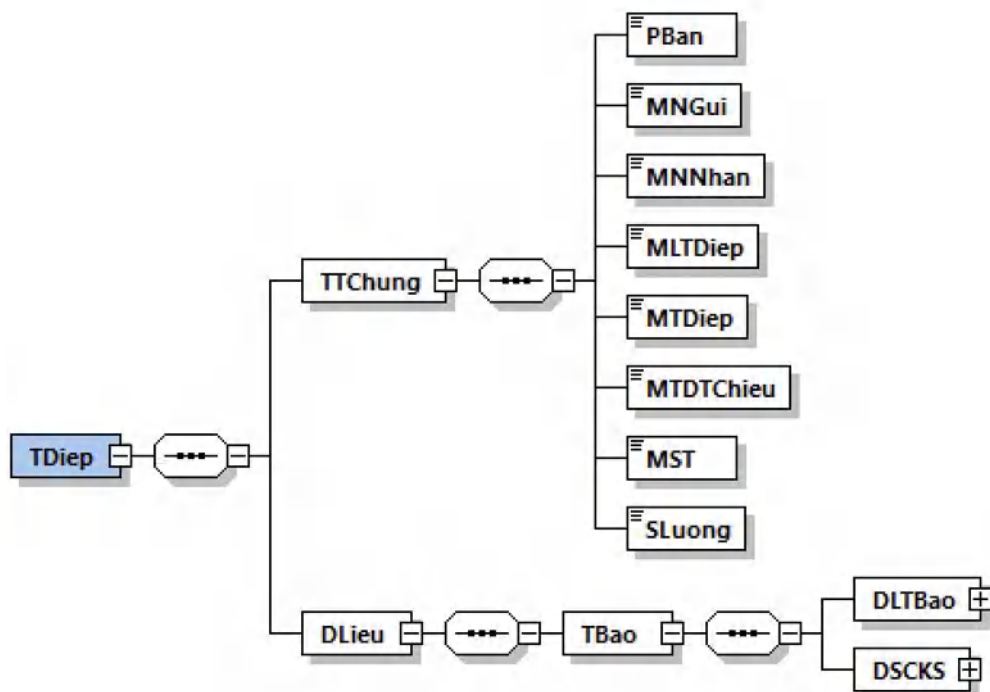 PBan
MNGui
MNNhan
MLTDiep
TTChung
MTDiep
MTDTChieu
TDiep
MST
SLuong
DLTBao
DLieu
TBao
DSCKS